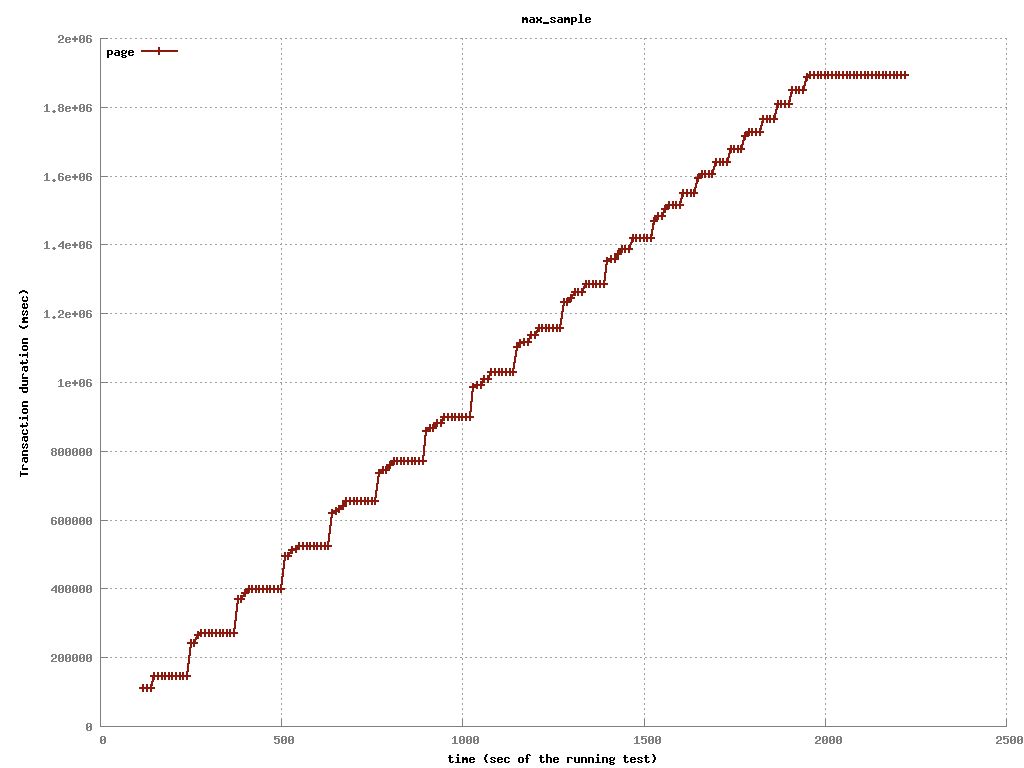 max_sample
2e+06
page
1.8e+06
1.6e+06
1.4e+06
1.2e+06
1e+06
800000
600000
400000
200000
0
Transaction duration (msec)
0 500 1000 1500 2000 2500
time (sec of the running test)